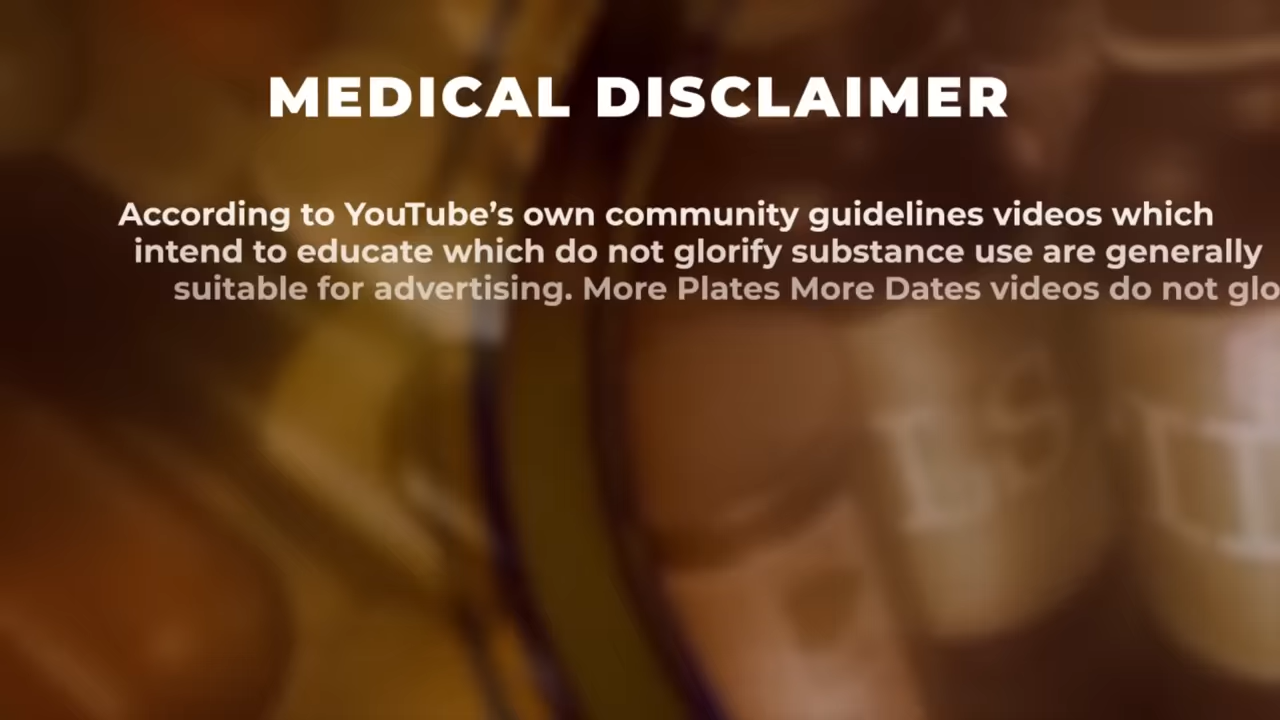 MEDICAL DISCLAIMER
According to YouTube’s own community guidelines videos which
intend to educate which do not glorify substance use are generally
suitable for advertising. More Plates More Dates videos do not glo